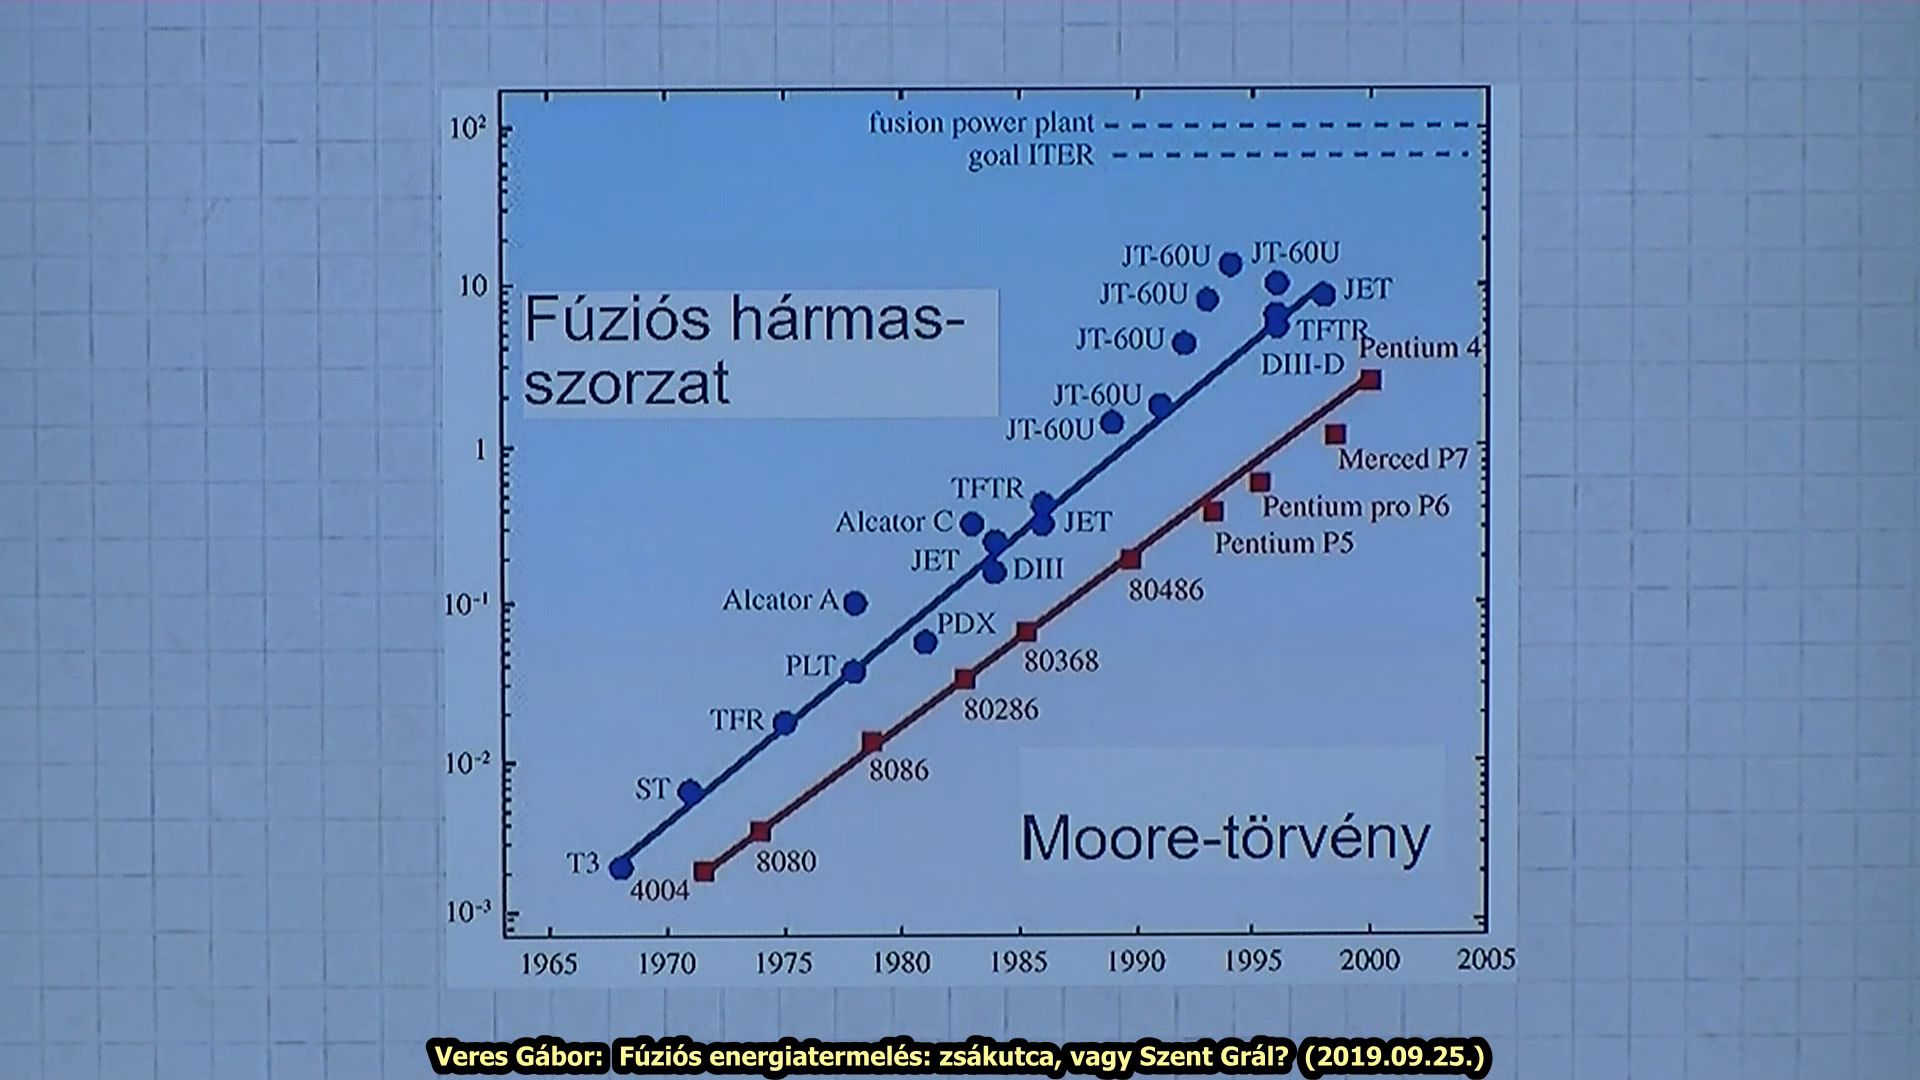 10²
fusion power plant
goal ITER
JT-60U
JT-60U
10
JT-60U
JET
Fúziós hármas-
szorzat
JT-60U
TFTR
Pentium 4
DIII-D
JT-60U
JT-60U
1
Merced P7
TFTR
Pentium pro P6
Alcator C
JET
Pentium P5
JET
DIII
80486
10⁻¹
Alcator A
PDX
80368
PLT
80286
TFR
10⁻²
8086
ST
Moore-törvény
T3
8080
4004
10⁻³
1965 1970 1975 1980 1985 1990 1995 2000 2005
Veres Gábor: Fúziós energiatermelés: zsákutca, vagy Szent Grál? (2019.09.25.)